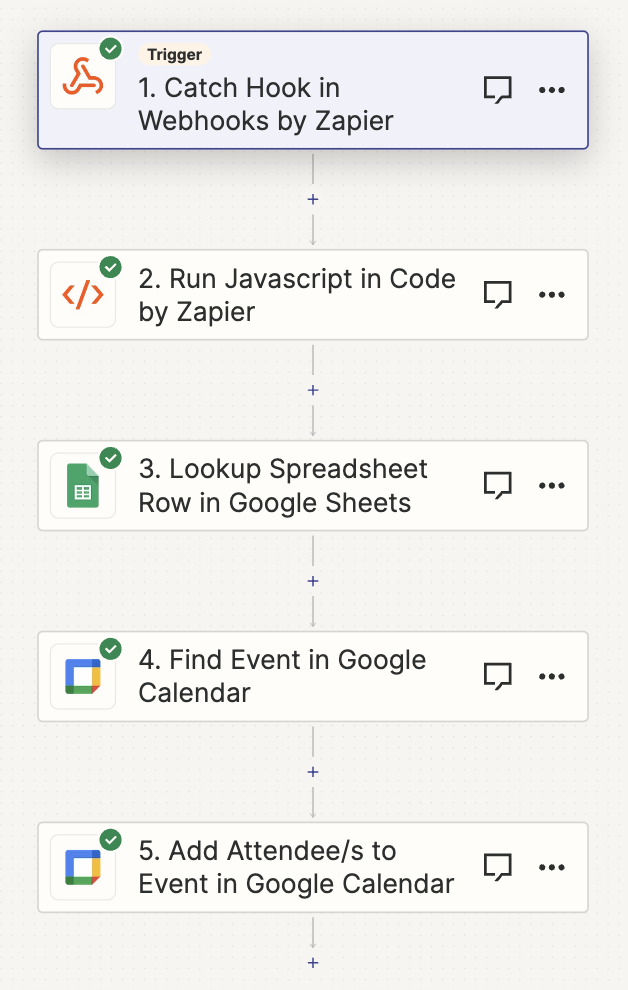 Trigger
1. Catch Hook in
Webhooks by Zapier
2. Run Javascript in Code
by Zapier
3. Lookup Spreadsheet
Row in Google Sheets
4. Find Event in Google
Calendar
5. Add Attendee/s to
Event in Google Calendar